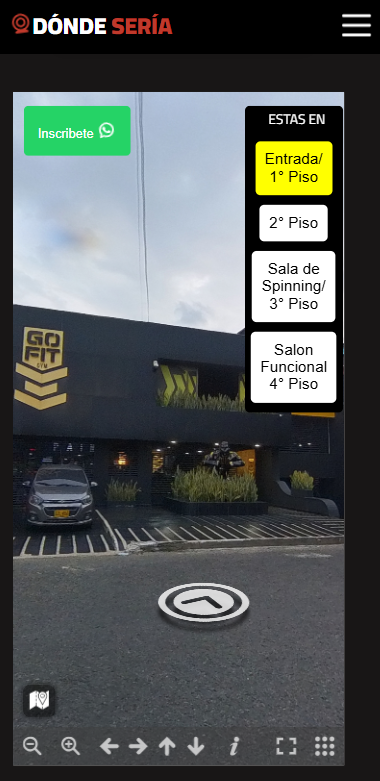 DÓNDE SERÍA
Inscribete
ESTAS EN
Entrada/
1° Piso
2° Piso
Sala de
Spinning/
3° Piso
Salon
Funcional
4° Piso
GO
FIT
GYM
i